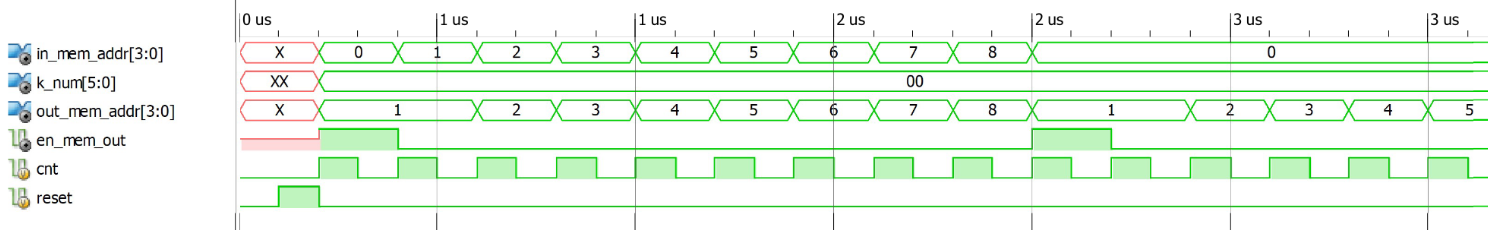 0 us 1 us 1 us 2 us 2 us 3 us 3 us
in_mem_addr[3:0] X 0 1 2 3 4 5 6 7 8 0
k_num[5:0] XX 00
out_mem_addr[3:0] X 1 2 3 4 5 6 7 8 1 2 3 4 5
en_mem_out
cnt
reset